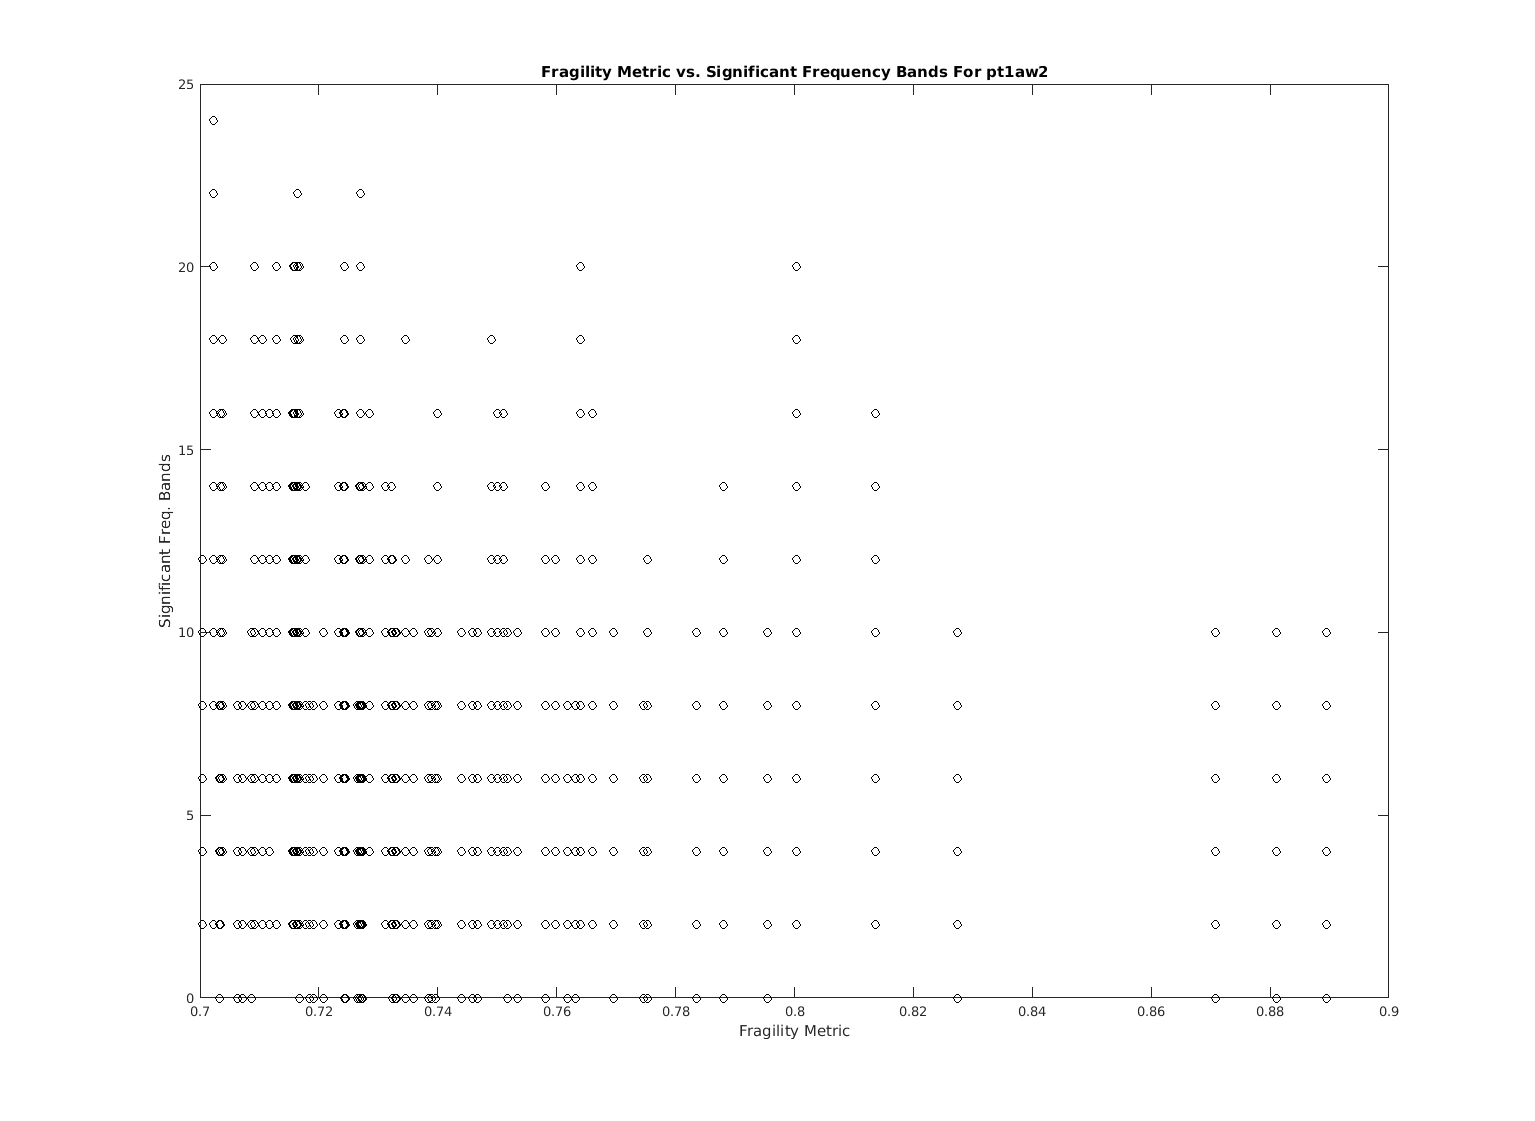 Fragility Metric vs. Significant Frequency Bands For pt1aw2
25
20
15
10
5
0
Significant Freq. Bands
0.7 0.72 0.74 0.76 0.78 0.8 0.82 0.84 0.86 0.88 0.9
Fragility Metric